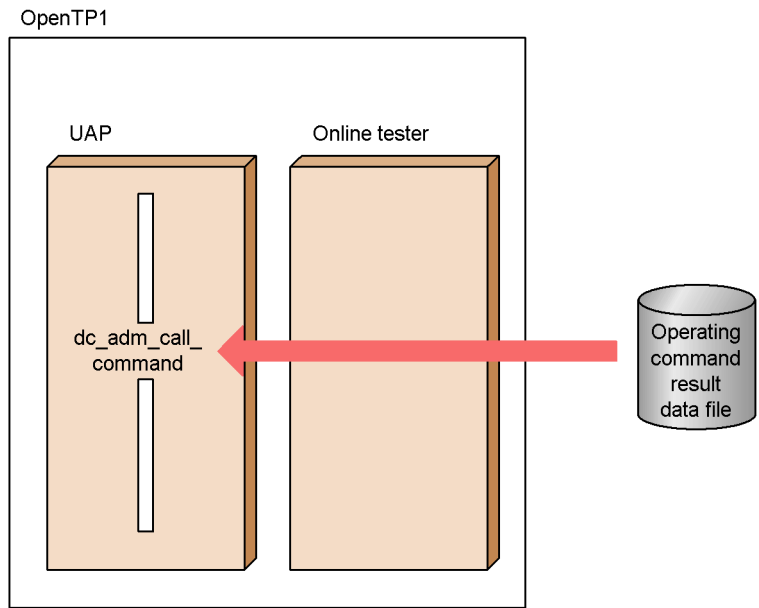 OpenTP1
UAP
Online tester
dc_adm_call_
command
Operating
command
result
data file